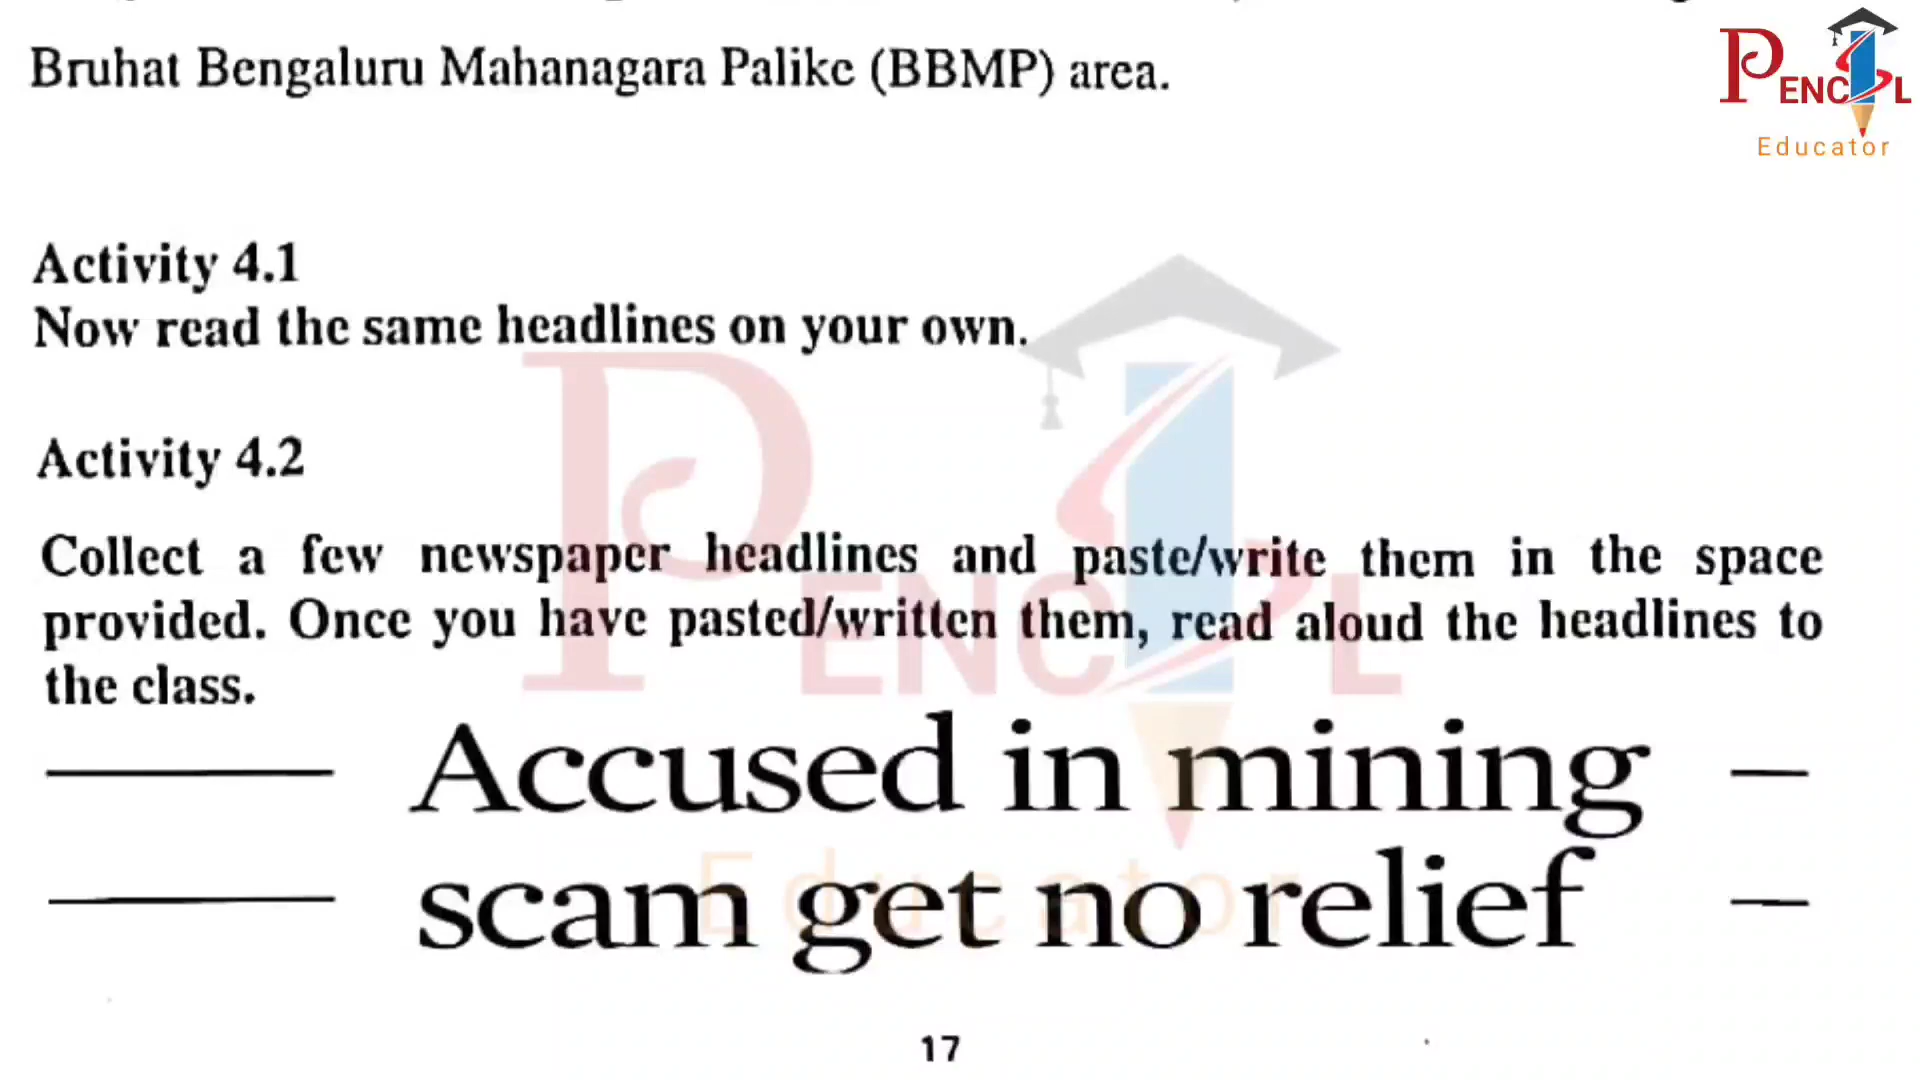 Bruhat Bengaluru Mahanagara Palike (BBMP) area.
PENCIL
Educator
Activity 4.1
Now read the same headlines on your own.
Activity 4.2
Collect a few newspaper headlines and paste/write them in the space
provided. Once you have pasted/written them, read aloud the headlines to
the class.
PENCIL
Educator
Accused in mining
scam get no relief
17